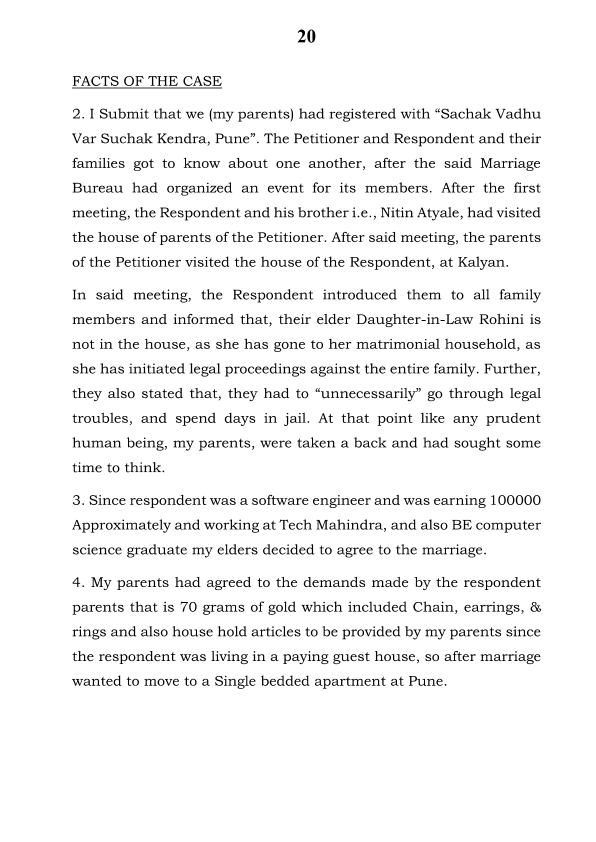 20
FACTS OF THE CASE
2. I Submit that we (my parents) had registered with “Sachak Vadhu
Var Suchak Kendra, Pune”. The Petitioner and Respondent and their
families got to know about one another, after the said Marriage
Bureau had organized an event for its members. After the first
meeting, the Respondent and his brother i.e., Nitin Atyale, had visited
the house of parents of the Petitioner. After said meeting, the parents
of the Petitioner visited the house of the Respondent, at Kalyan.
In said meeting, the Respondent introduced them to all family
members and informed that, their elder Daughter-in-Law Rohini is
not in the house, as she has gone to her matrimonial household, as
she has initiated legal proceedings against the entire family. Further,
they also stated that, they had to “unnecessarily” go through legal
troubles, and spend days in jail. At that point like any prudent
human being, my parents, were taken a back and had sought some
time to think.
3. Since respondent was a software engineer and was earning 100000
Approximately and working at Tech Mahindra, and also BE computer
science graduate my elders decided to agree to the marriage.
4. My parents had agreed to the demands made by the respondent
parents that is 70 grams of gold which included Chain, earrings, &
rings and also house hold articles to be provided by my parents since
the respondent was living in a paying guest house, so after marriage
wanted to move to a Single bedded apartment at Pune.